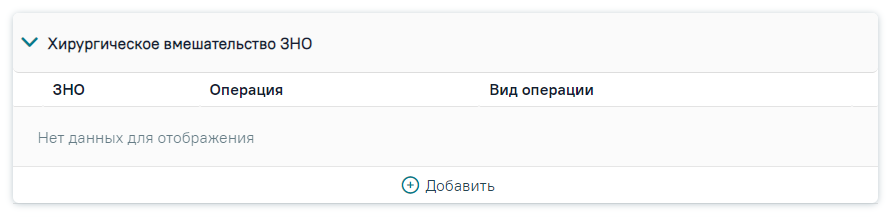 Хирургическое вмешательство ЗНО
ЗНО Операция Вид операции
Нет данных для отображения
Добавить